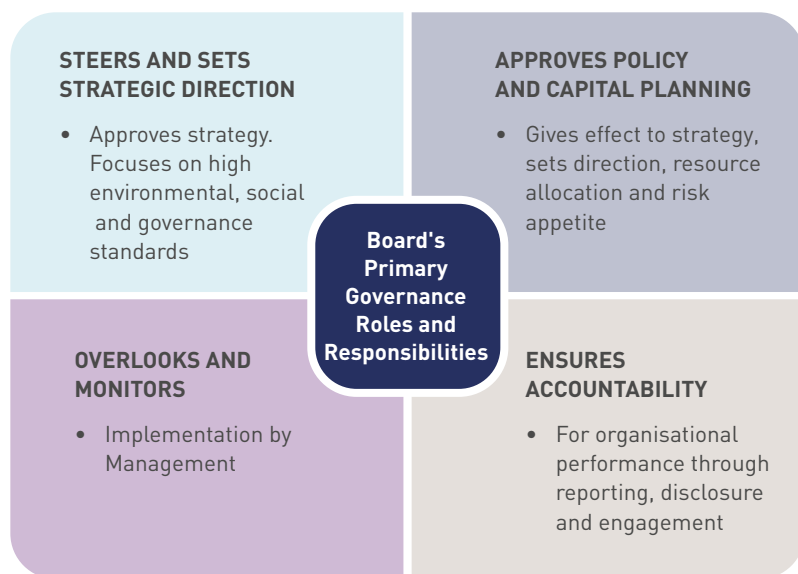 STEERS AND SETS
STRATEGIC DIRECTION
• Approves strategy.
Focuses on high
environmental, social
and governance
standards
APPROVES POLICY
AND CAPITAL PLANNING
• Gives effect to strategy,
sets direction, resource
allocation and risk
appetite
Board's
Primary
Governance
Roles and
Responsibilities
OVERLOOKS AND
MONITORS
• Implementation by
Management
ENSURES
ACCOUNTABILITY
• For organisational
performance through
reporting, disclosure
and engagement